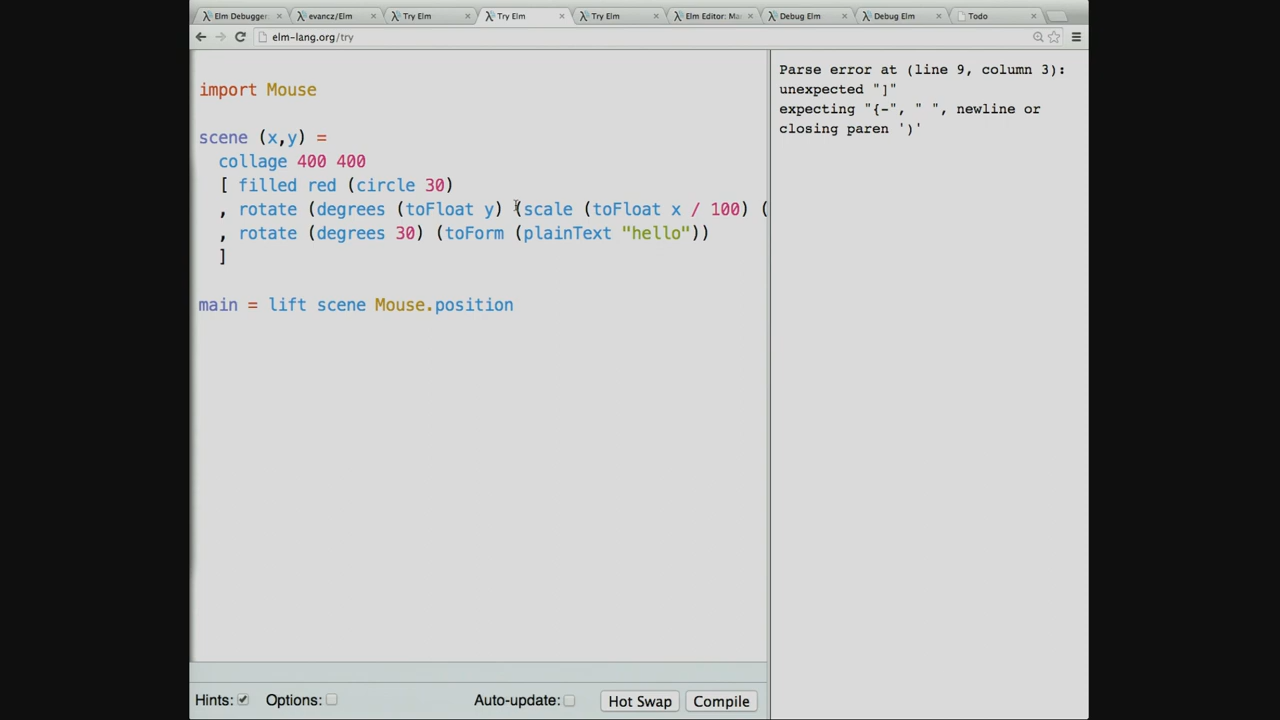 Elm Debugger:
evancz/Elm
Try Elm
Try Elm
Try Elm
Elm Editor: Ma
Debug Elm
Debug Elm
Todo
elm-lang.org/try
import Mouse
scene (x,y) =
collage 400 400
[ filled red (circle 30)
, rotate (degrees (toFloat y) (scale (toFloat x / 100) (
, rotate (degrees 30) (toForm (plainText "hello"))
]
main = lift scene Mouse.position
Parse error at (line 9, column 3):
unexpected "]"
expecting "{-", " ", newline or
closing paren ')'
Hints:
Options:
Auto-update:
Hot Swap
Compile